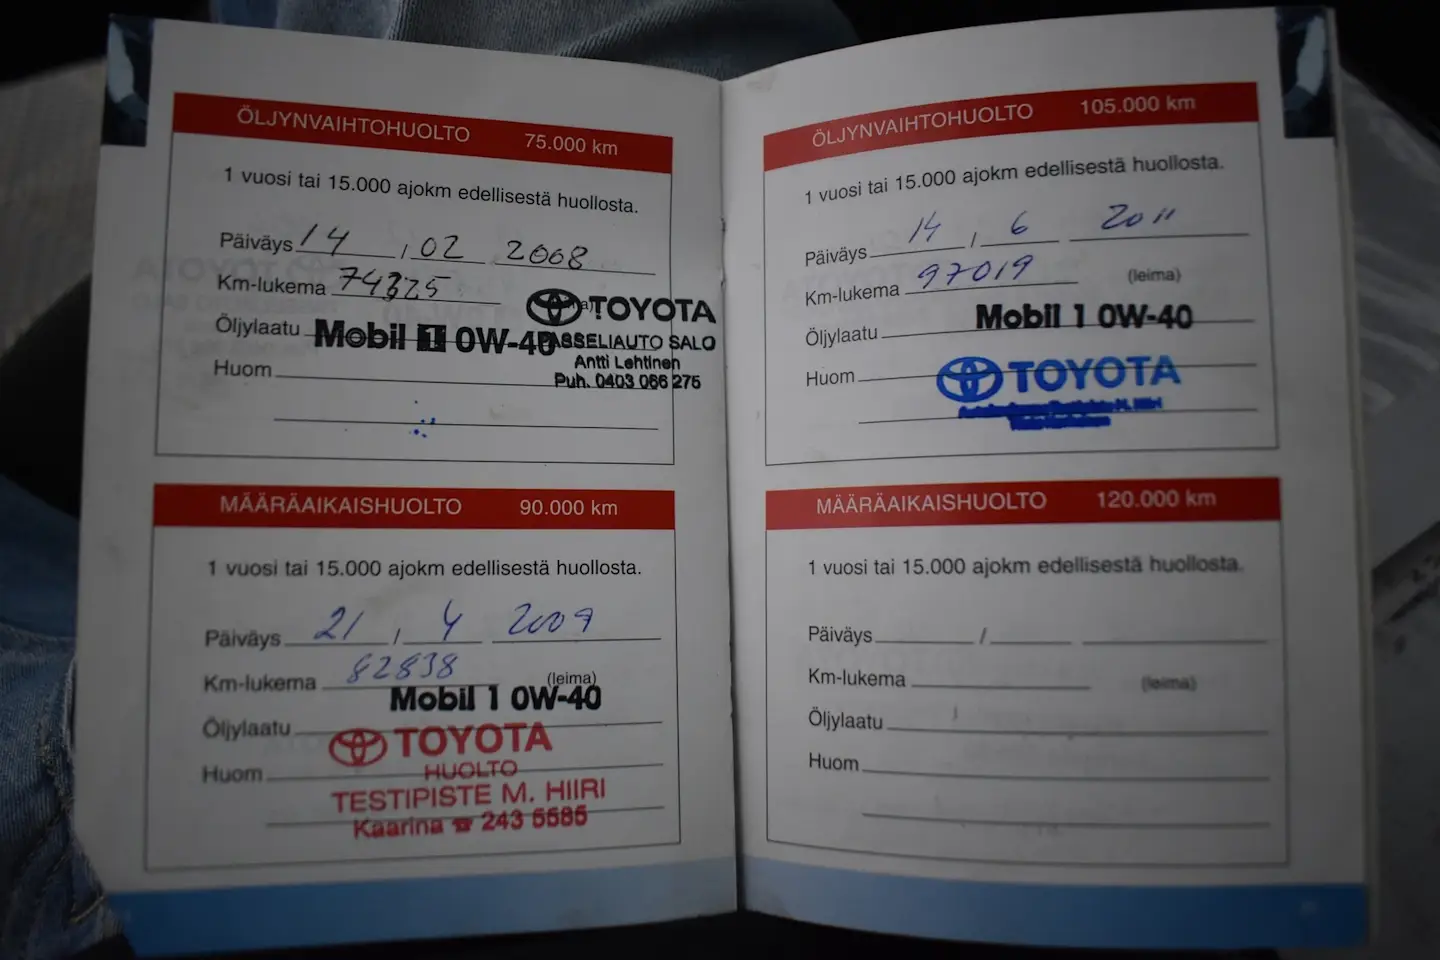 ÖLJYNVAIHTOHUOLTO 75.000 km
1 vuosi tai 15.000 ajokm edellisestä huollosta.
Päiväys 14 / 02 2008
Km-lukema 74325
TOYOTA
Öljylaatu Mobil 1 0W-40
ASSELIAUTO SALO
Antti Lehtinen
Huom
Puh. 0403 066 275
MÄÄRÄAIKAISHUOLTO 90.000 km
1 vuosi tai 15.000 ajokm edellisestä huollosta.
Päiväys 21 / 4 2009
Km-lukema 82838 (leima)
Mobil 1 0W-40
Öljylaatu
TOYOTA
Huom
HUOLTO
TESTIPISTE M. HIIRI
Kaarina ☎ 243 5585
ÖLJYNVAIHTOHUOLTO 105.000 km
1 vuosi tai 15.000 ajokm edellisestä huollosta.
Päiväys 14 / 6 2011
Km-lukema 97019 (leima)
Öljylaatu Mobil 1 0W-40
Huom
TOYOTA
MÄÄRÄAIKAISHUOLTO 120.000 km
1 vuosi tai 15.000 ajokm edellisestä huollosta.
Päiväys /
Km-lukema (leima)
Öljylaatu
Huom